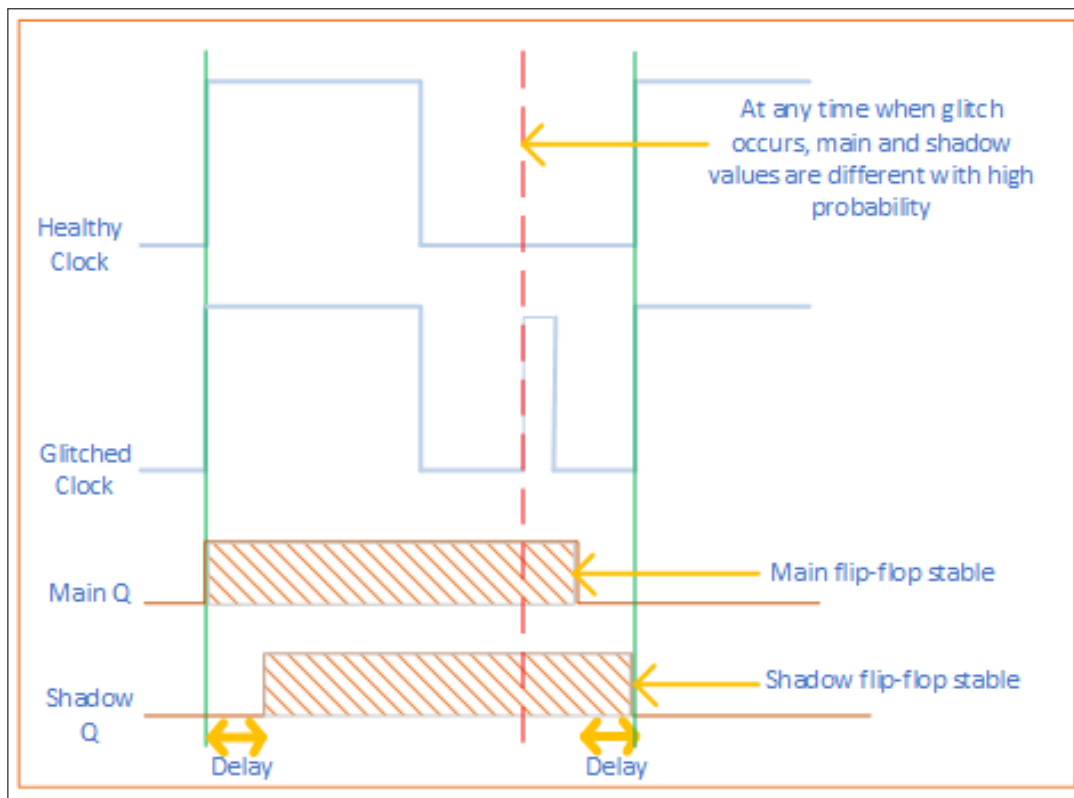 At any time when glitch
occurs, main and shadow
values are different with high
probability
Healthy
Clock
Glitched
Clock
Main Q
Main flip-flop stable
Shadow
Q
Shadow flip-flop stable
Delay
Delay